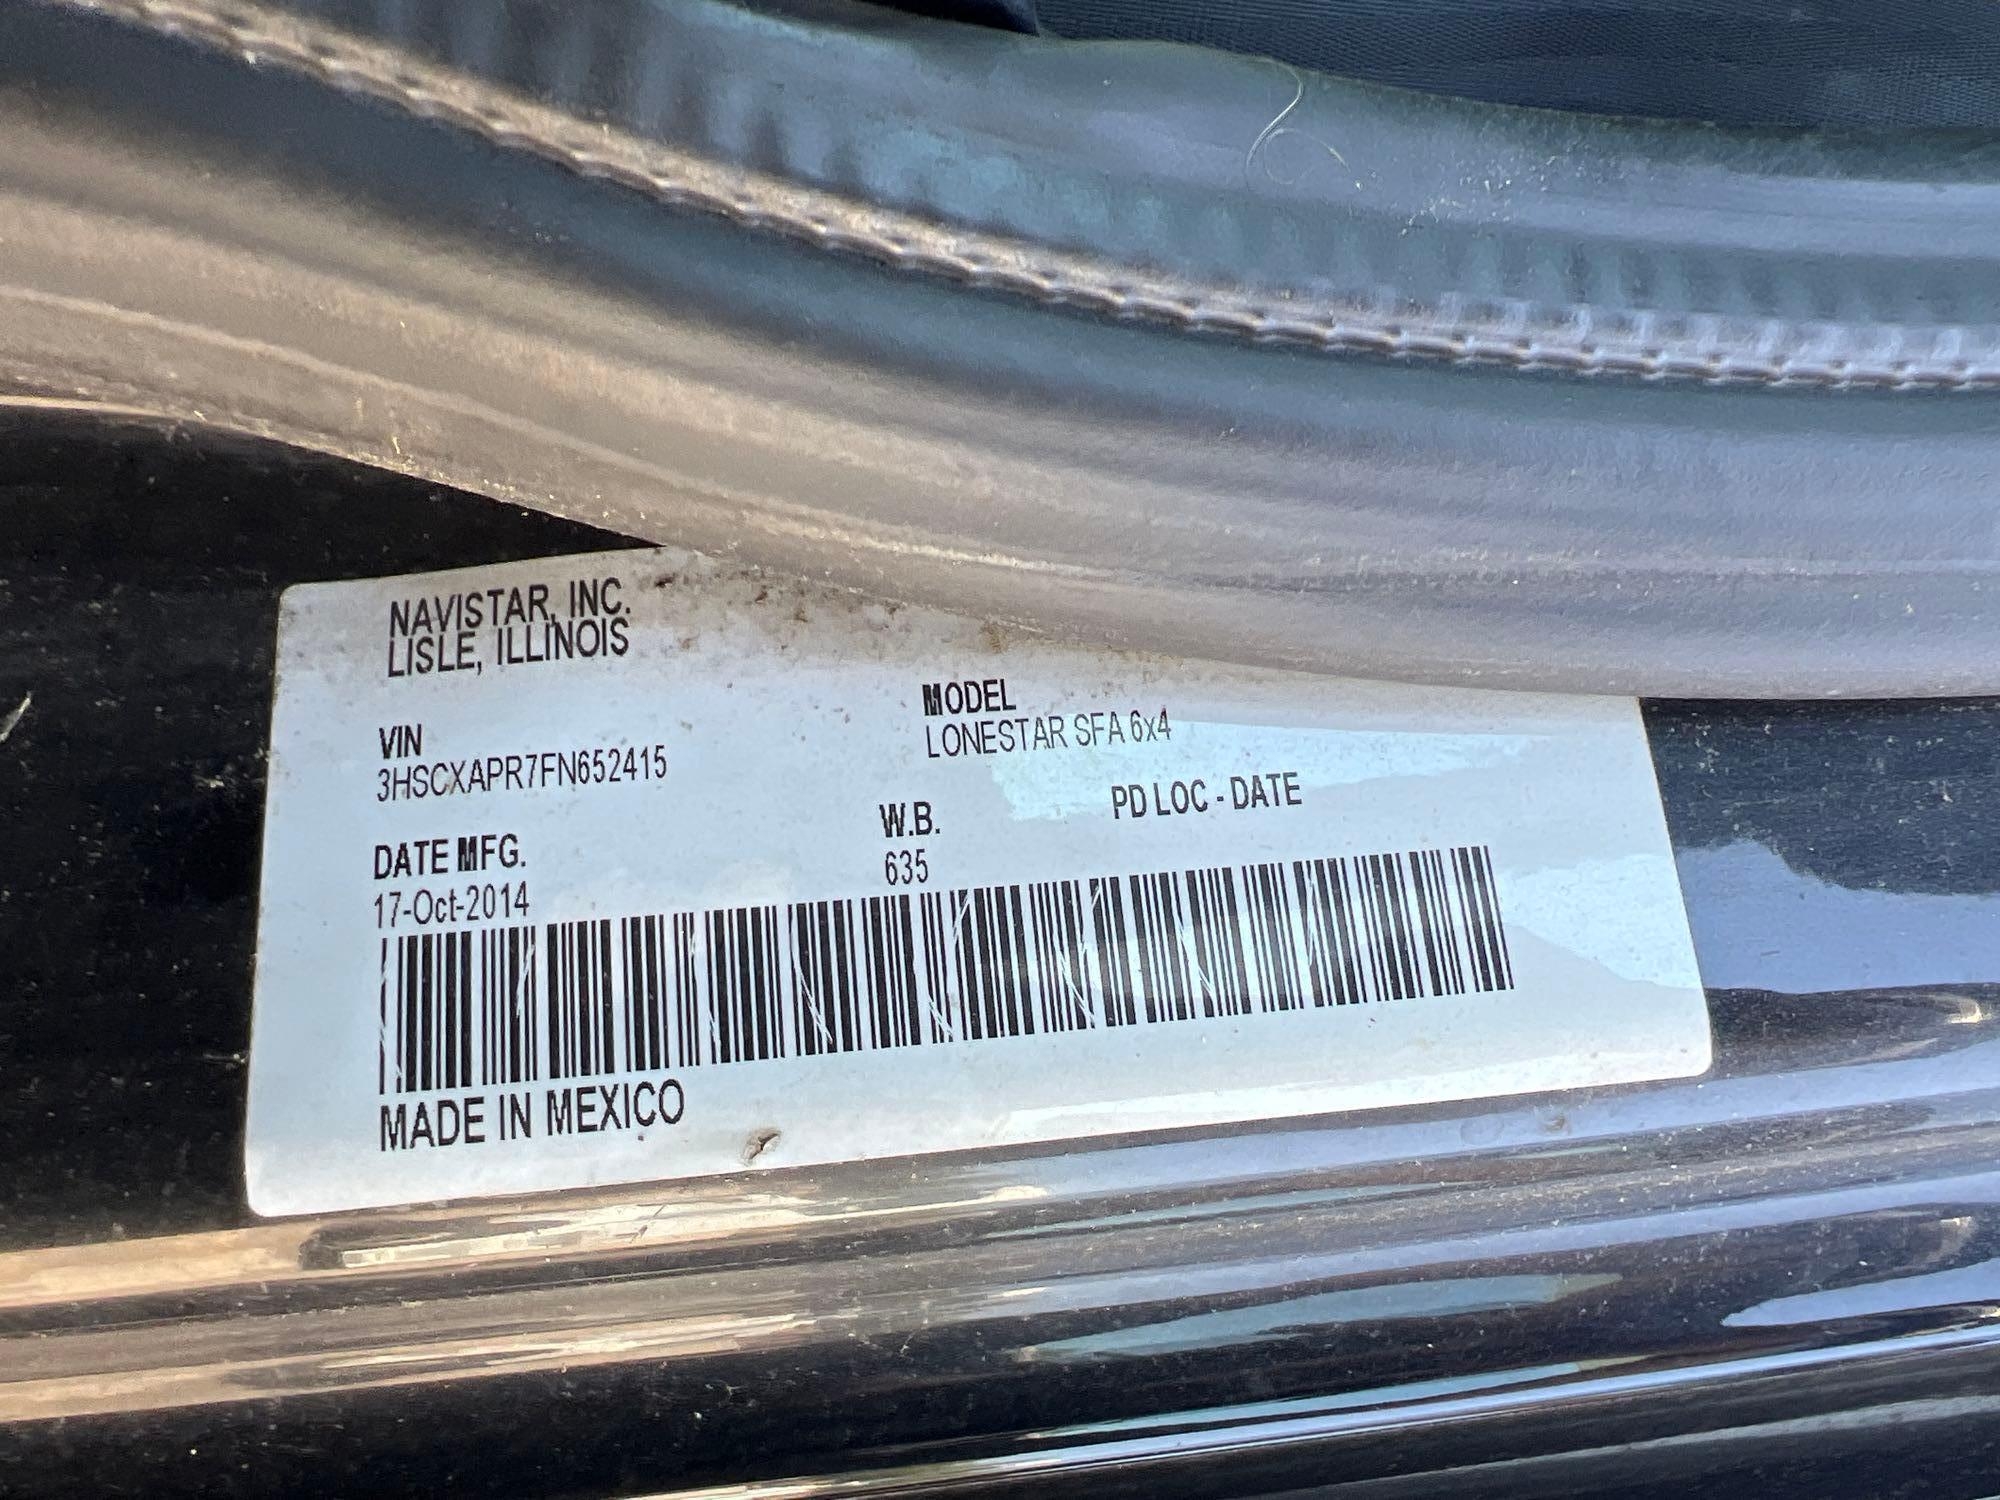 NAVISTAR, INC.
LISLE, ILLINOIS
VIN
3HSCXAPR7FN652415
MODEL
LONESTAR SFA 6x4
DATE MFG.
17-Oct-2014
W.B.
635
PD LOC - DATE
MADE IN MEXICO